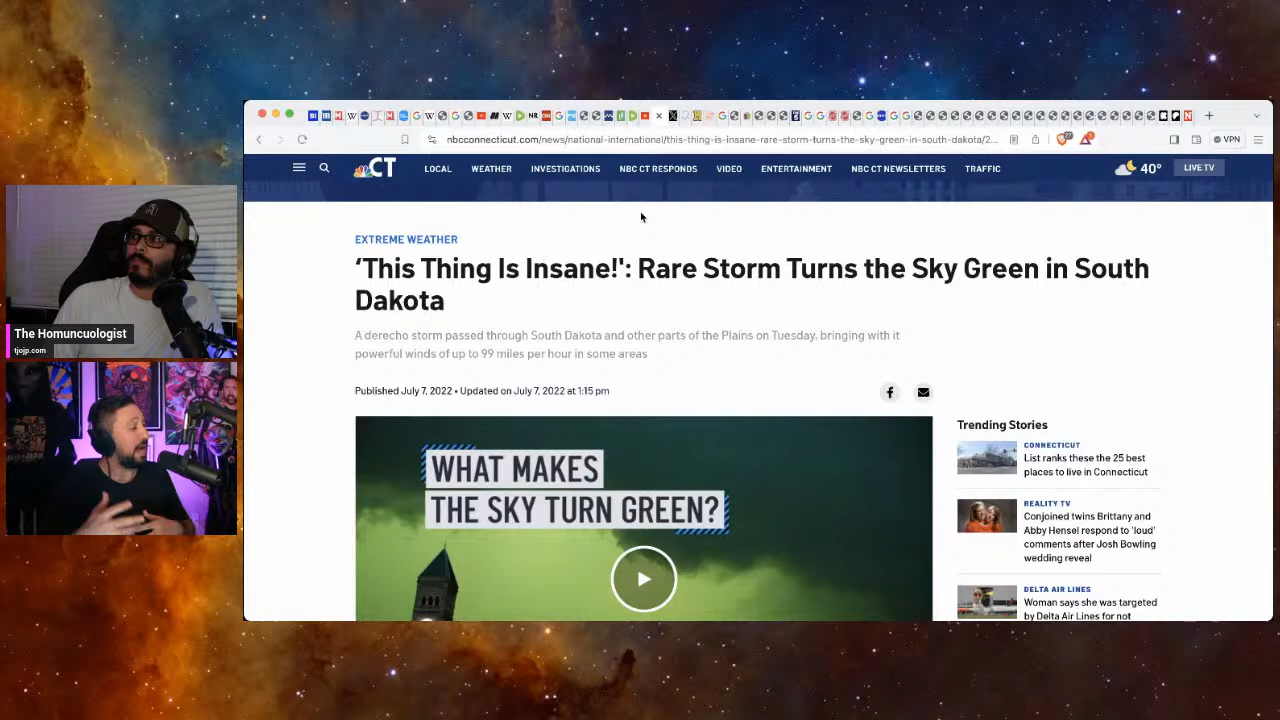 nbcconnecticut.com/news/national-international/this-thing-is-insane-rare-storm-turns-the-sky-green-in-south-dakota/2...
VPN
CT
LOCAL
WEATHER
INVESTIGATIONS
NBC CT RESPONDS
VIDEO
ENTERTAINMENT
NBC CT NEWSLETTERS
TRAFFIC
40°
LIVE TV
EXTREME WEATHER
‘This Thing Is Insane!': Rare Storm Turns the Sky Green in South
Dakota
A derecho storm passed through South Dakota and other parts of the Plains on Tuesday, bringing with it
powerful winds of up to 99 miles per hour in some areas
Published July 7, 2022 • Updated on July 7, 2022 at 1:15 pm
WHAT MAKES
THE SKY TURN GREEN?
Trending Stories
CONNECTICUT
List ranks these the 25 best
places to live in Connecticut
REALITY TV
Conjoined twins Brittany and
Abby Hensel respond to ‘loud’
comments after Josh Bowling
wedding reveal
DELTA AIR LINES
Woman says she was targeted
by Delta Air Lines for not
The Homuncuologist
tjojp.com